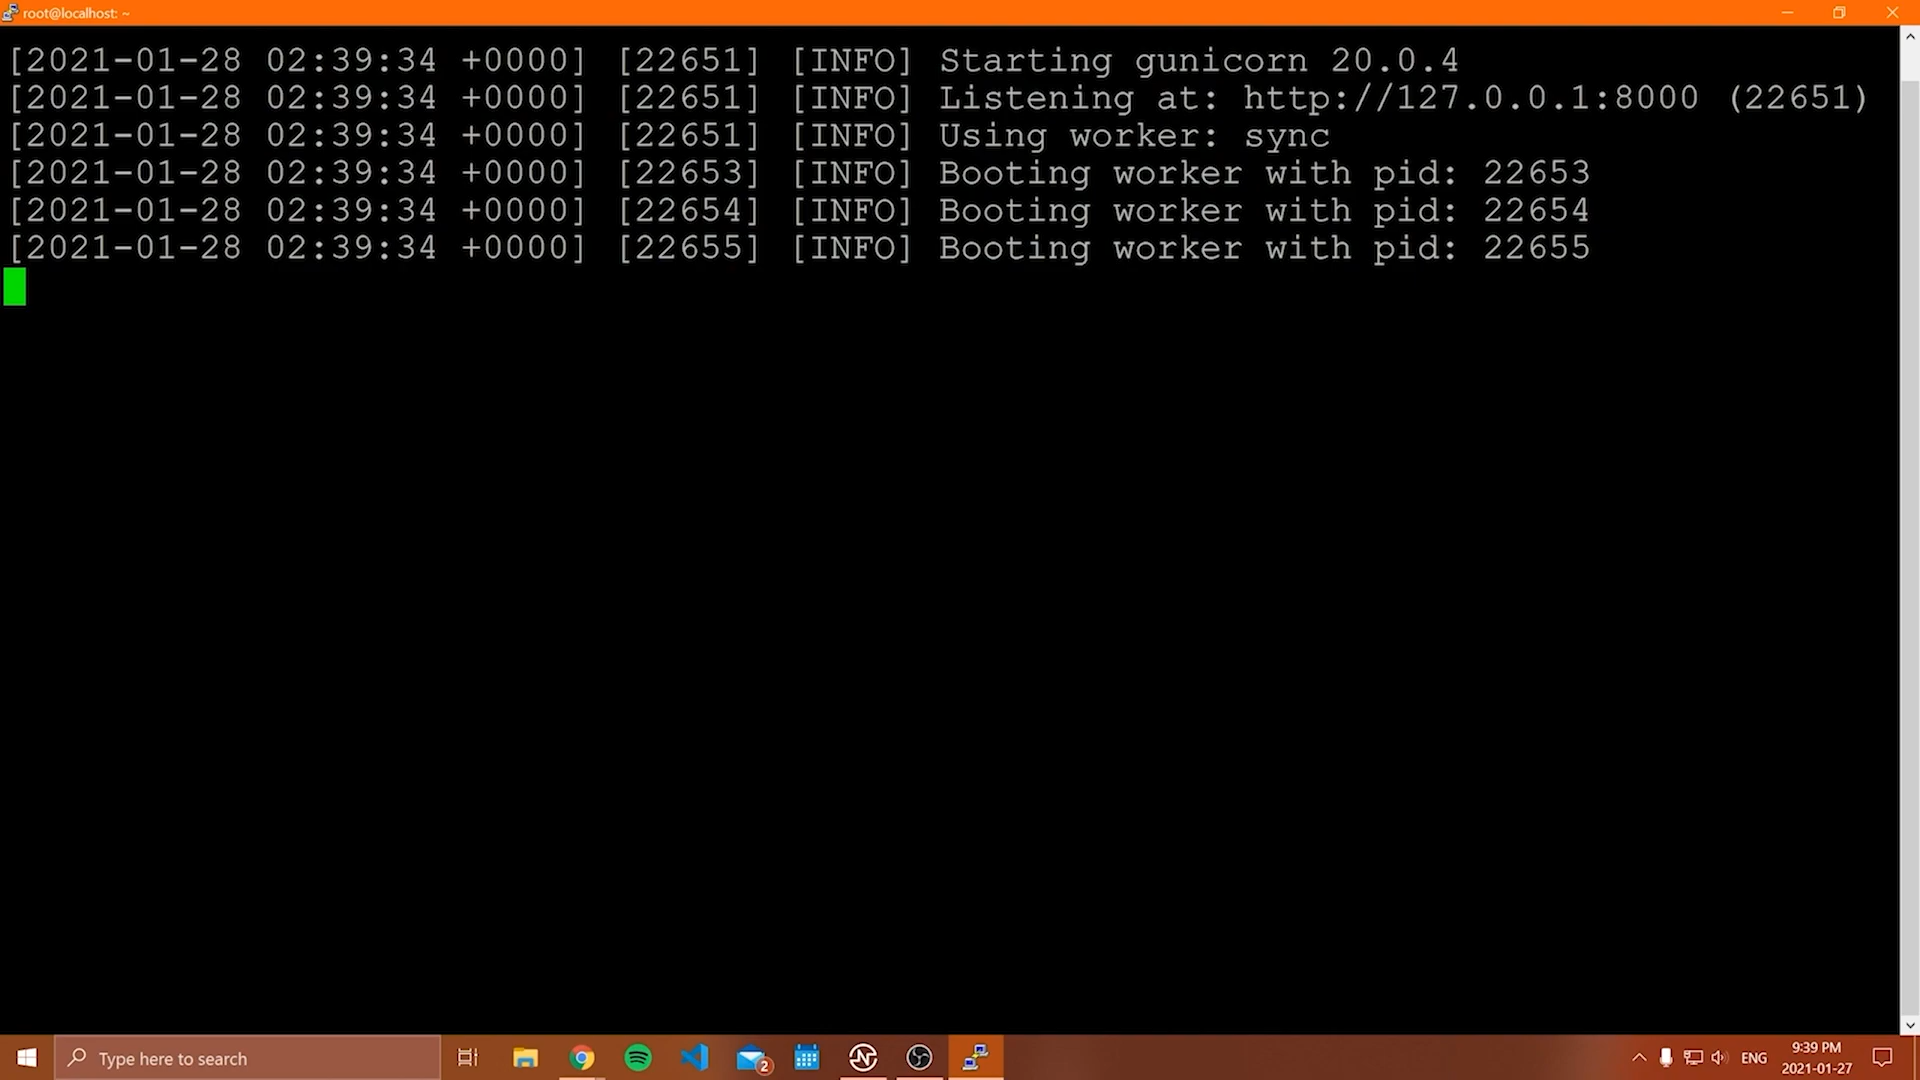 root@localhost: ~
[2021-01-28 02:39:34 +0000] [22651] [INFO] Starting gunicorn 20.0.4
[2021-01-28 02:39:34 +0000] [22651] [INFO] Listening at: http://127.0.0.1:8000 (22651)
[2021-01-28 02:39:34 +0000] [22651] [INFO] Using worker: sync
[2021-01-28 02:39:34 +0000] [22653] [INFO] Booting worker with pid: 22653
[2021-01-28 02:39:34 +0000] [22654] [INFO] Booting worker with pid: 22654
[2021-01-28 02:39:34 +0000] [22655] [INFO] Booting worker with pid: 22655
Type here to search
2
ENG
9:39 PM
2021-01-27